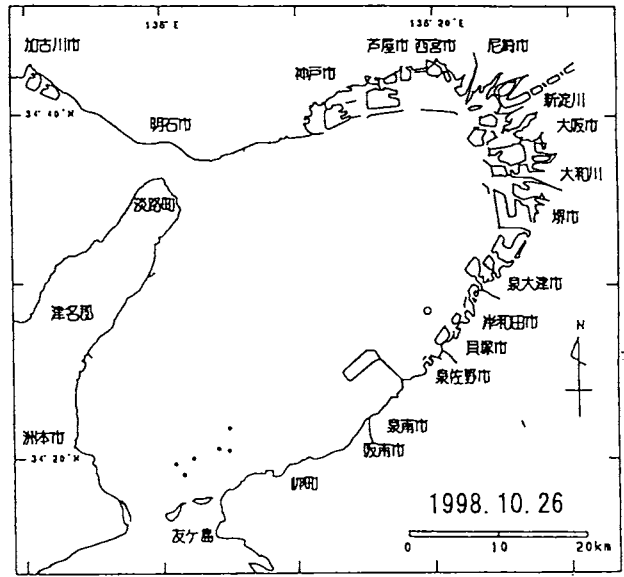 135°E
135°20'E
加古川市
芦屋市 西宮市 尼崎市
神戸市
新淀川
34°40'N
明石市
大阪市
大和川
淡路町
堺市
泉大津市
津名郡
岸和田市
N
貝塚市
泉佐野市
泉南市
洲本市
阪南市
34°20'N
岬町
1998.10.26
友ケ島
0 10 20km